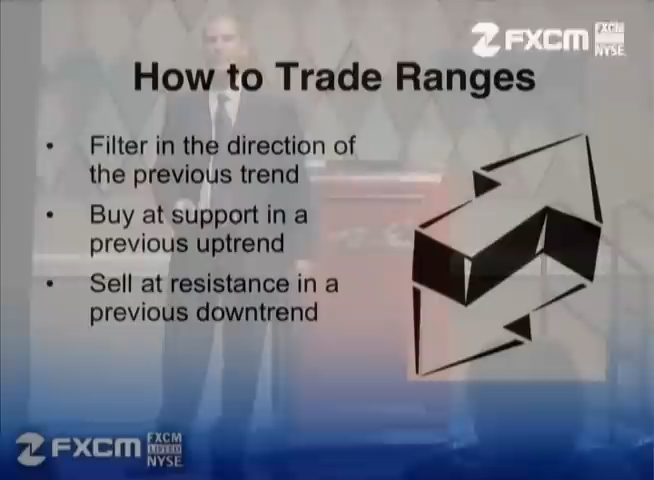 FXCM FXCM
NYSE.
How to Trade Ranges
• Filter in the direction of
the previous trend
• Buy at support in a
previous uptrend
• Sell at resistance in a
previous downtrend
FXCM FXCM
LISTED
NYSE.